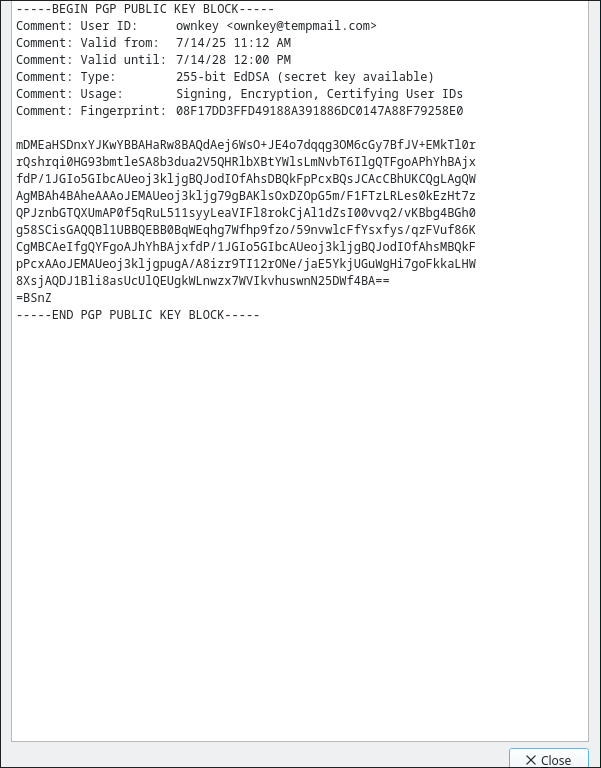 -----BEGIN PGP PUBLIC KEY BLOCK-----
Comment: User ID:	ownkey <ownkey@tempmail.com>
Comment: Valid from:	7/14/25 11:12 AM
Comment: Valid until:	7/14/28 12:00 PM
Comment: Type:	255-bit EdDSA (secret key available)
Comment: Usage:	Signing, Encryption, Certifying User IDs
Comment: Fingerprint:	08F17DD3FFD49188A391886DC0147A88F79258E0

mDMEaHSDnxYJKwYBBAHaRw8BAQdAej6WsO+JE4o7dqqg3OM6cGy7BfJV+EMkTl0r
rQshrqi0HG93bmtleSA8b3dua2V5QHRlbXBtYWlsLmNvbT6IlgQTFgoAPhYhBAjx
fdP/1JGIo5GIbcAUeoj3kljgBQJodIOfAhsDBQkFpPcxBQsJCAcCBhUKCQgLAgQW
AgMBAh4BAheAAAoJEMAUeoj3kljg79gBAKlsOxDZOpG5m/F1FTzLRLes0kEzHt7z
QPJznbGTQXUmAP0f5qRuL511syyLeaVIFl8rokCjAl1dZsI00vvq2/vKBbg4BGh0
g58SCisGAQQBl1UBBQEBB0BqWEqhg7Wfhp9fzo/59nvwlcFfYsxfys/qzFVuf86K
CgMBCAeIfgQYFgoAJhYhBAjxfdP/1JGIo5GIbcAUeoj3kljgBQJodIOfAhsMBQkF
pPcxAAoJEMAUeoj3kljgpugA/A8izr9TI12rONe/jaE5YkjUGuWgHi7goFkkaLHW
8XsjAQDJ1Bli8asUcUlQEUgkWLnwzx7WVIkvhuswnN25DWf4BA==
=BSnZ
-----END PGP PUBLIC KEY BLOCK-----
Close